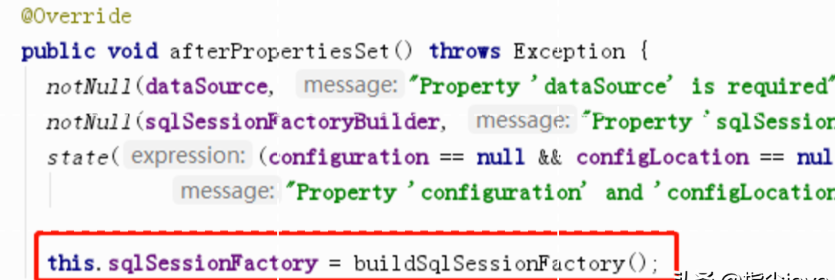 @Override
public void afterPropertiesSet() throws Exception {
notNull(dataSource, message: "Property 'dataSource' is required"
notNull(sqlSessionFactoryBuilder, message: "Property 'sqlSession
state( expression: (configuration == null && configLocation == nul
message: "Property 'configuration' and 'configLocation
this.sqlSessionFactory = buildSqlSessionFactory();